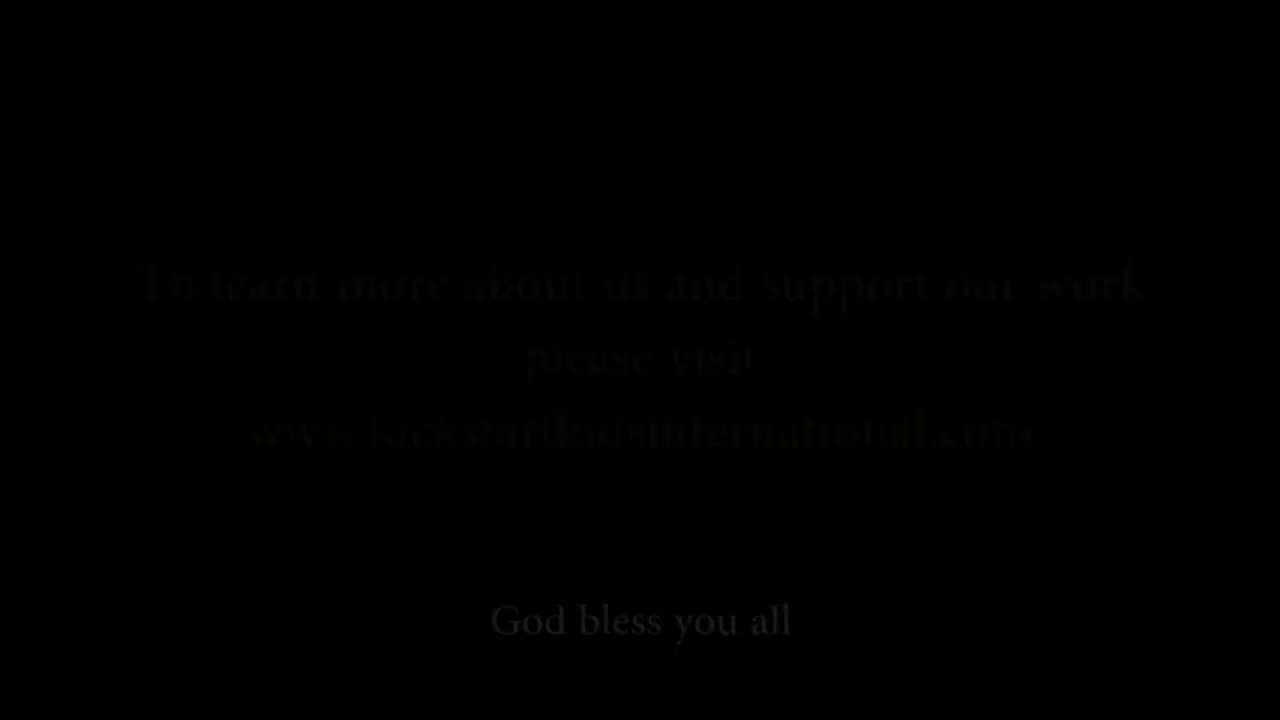 To learn more about us and support our work
please visit
www.kickstartkidsinternational.com
God bless you all